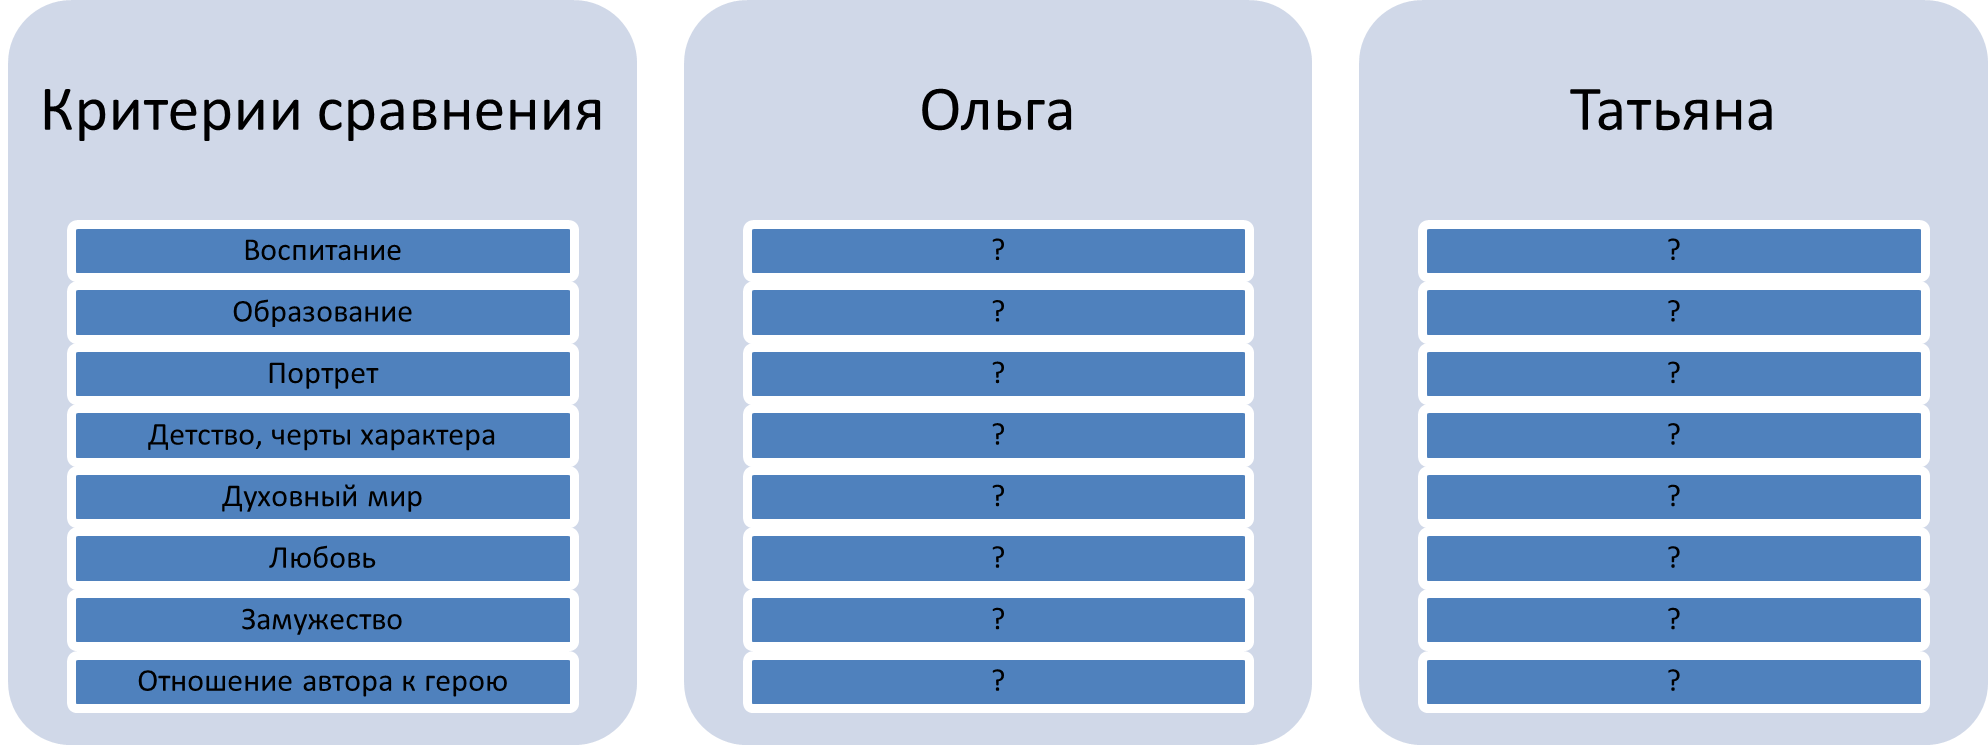 Критерии сравнения
Воспитание
Образование
Портрет
Детство, черты характера
Духовный мир
Любовь
Замужество
Отношение автора к герою
Ольга
?
?
?
?
?
?
?
?
Татьяна
?
?
?
?
?
?
?
?